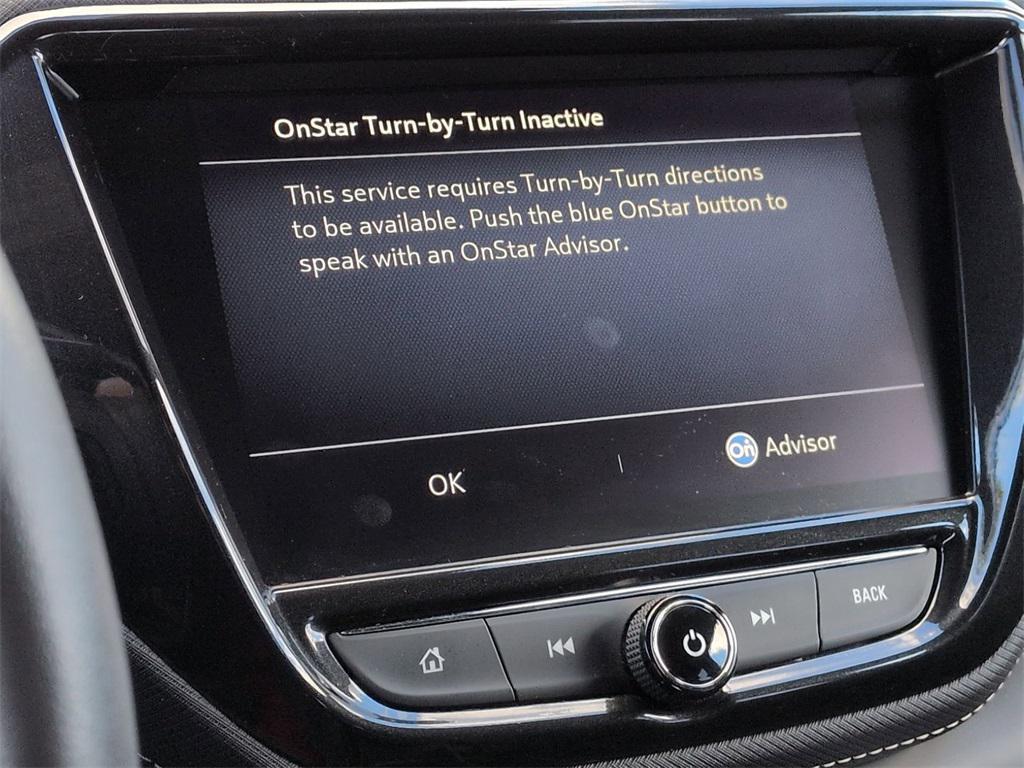 OnStar Turn-by-Turn Inactive
This service requires Turn-by-Turn directions
to be available. Push the blue OnStar button to
speak with an OnStar Advisor.
OK
On Advisor
BACK